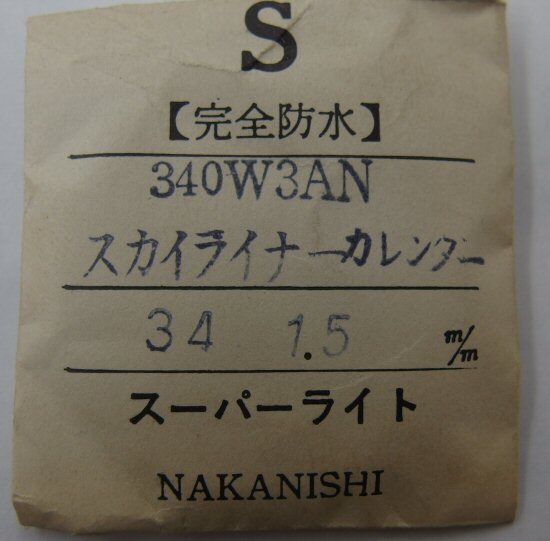 S
【完全防水】
340W3AN
スカイライナーカレンダー
34 1.5 m/m
スーパーライト
NAKANISHI